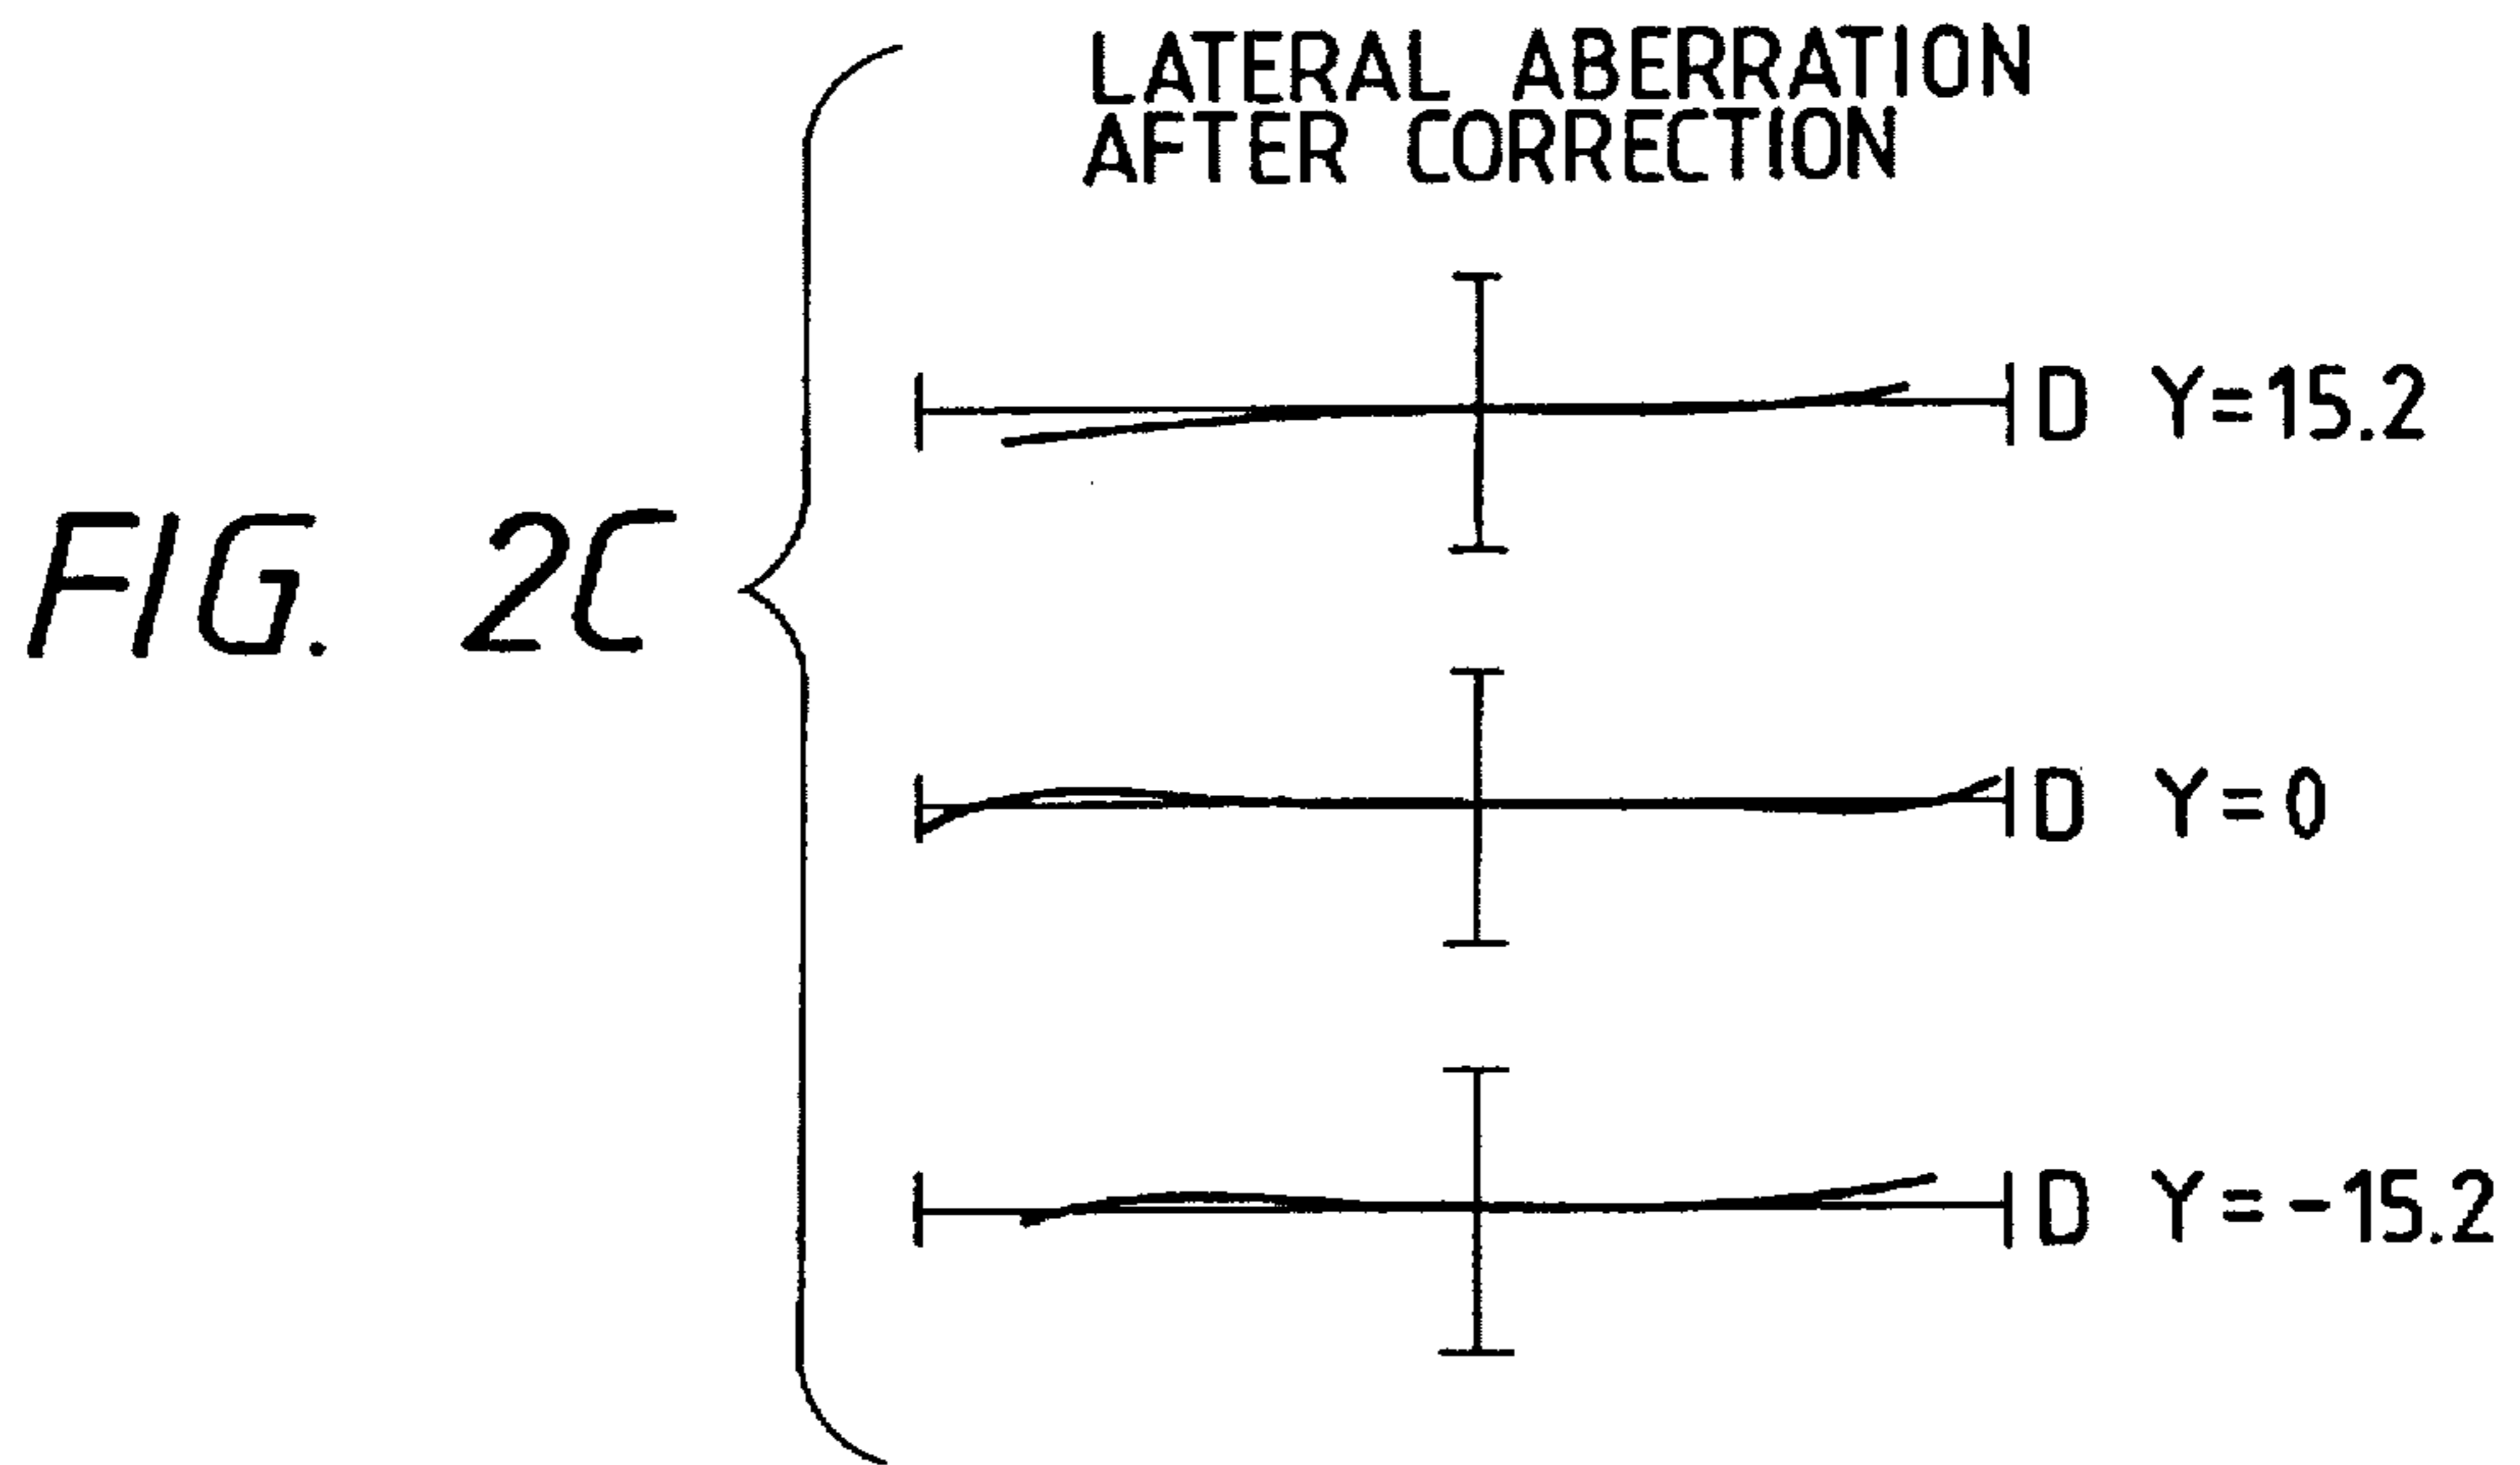 LATERAL ABERRATION
AFTER CORRECTION
D Y=15.2
FIG. 2C
D Y=0
D Y=-15.2